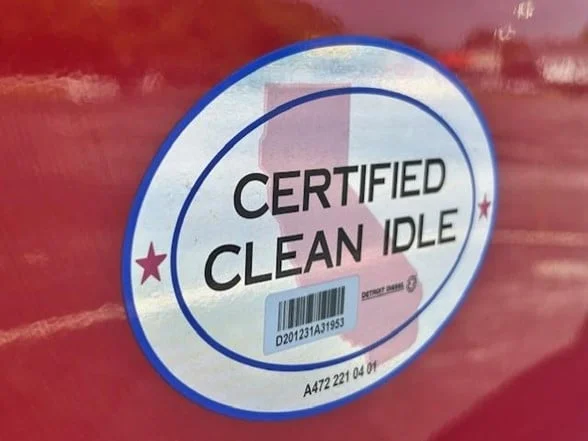 CERTIFIED
CLEAN IDLE
DETROIT DIESEL
D201231A31953
A472 221 04 01